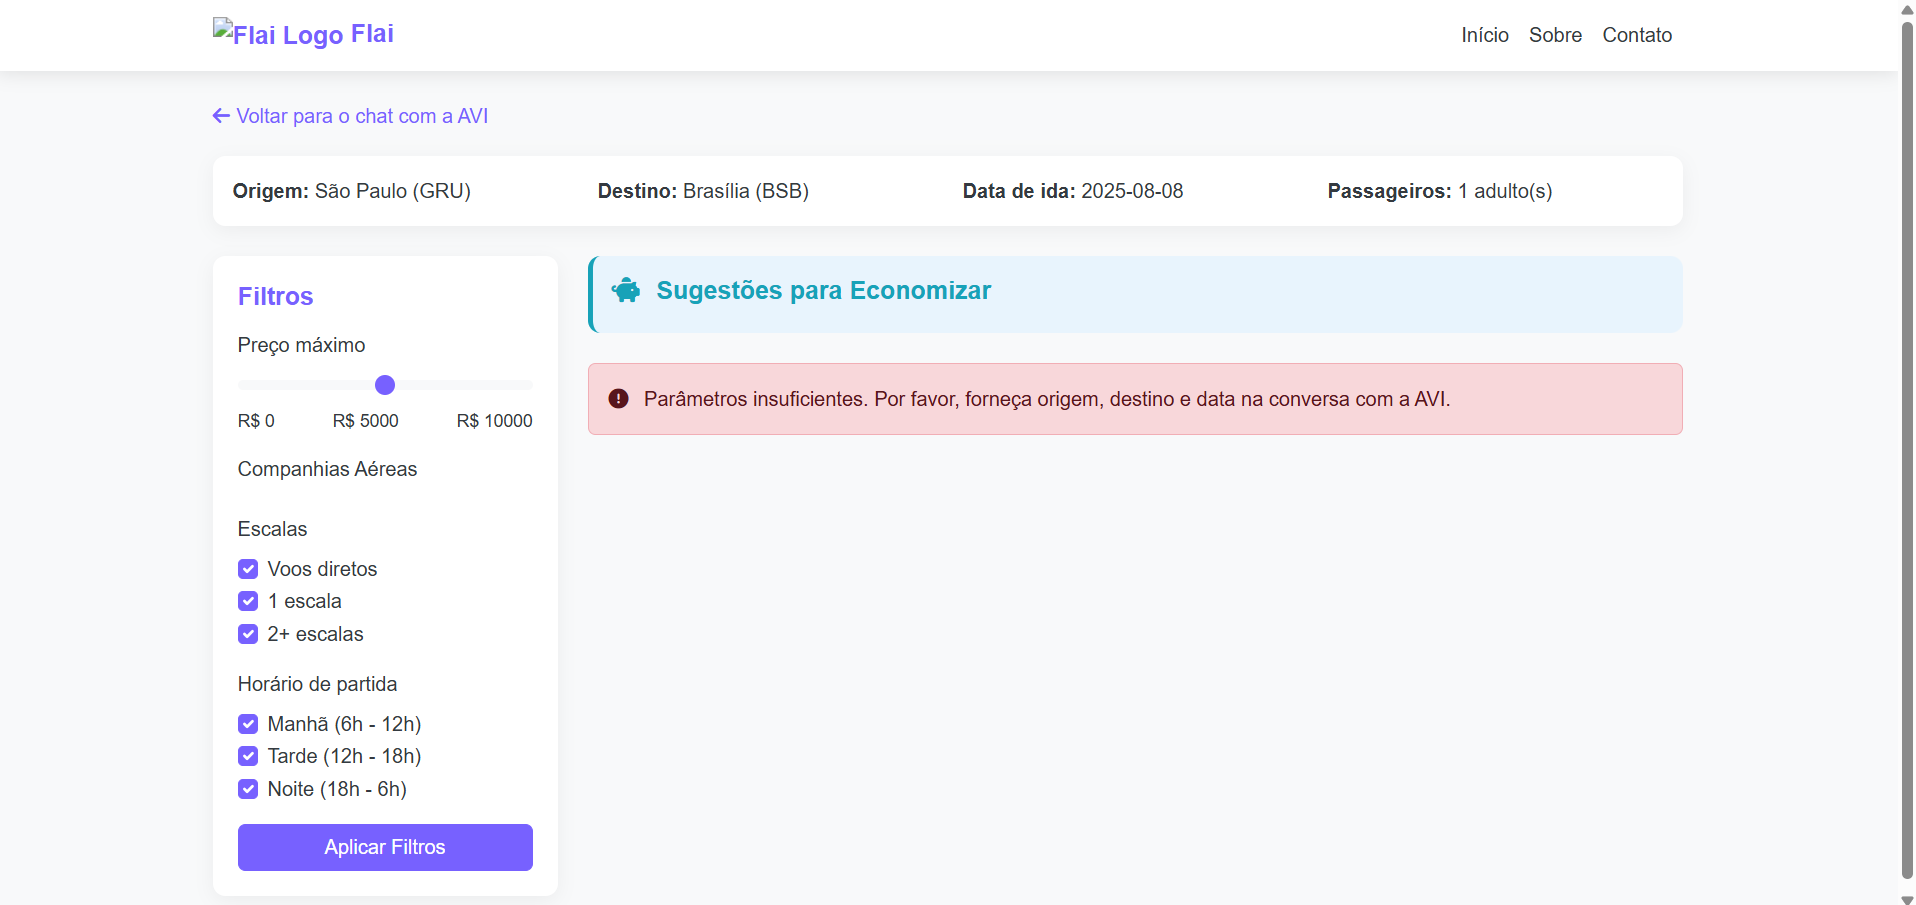 Flai Logo Flai
Início Sobre Contato
Voltar para o chat com a AVI
Origem: São Paulo (GRU) Destino: Brasília (BSB) Data de ida: 2025-08-08 Passageiros: 1 adulto(s)
Filtros
Preço máximo
R$ 0 R$ 5000 R$ 10000
Companhias Aéreas
Escalas
Voos diretos
1 escala
2+ escalas
Horário de partida
Manhã (6h - 12h)
Tarde (12h - 18h)
Noite (18h - 6h)
Aplicar Filtros
Sugestões para Economizar
Parâmetros insuficientes. Por favor, forneça origem, destino e data na conversa com a AVI.